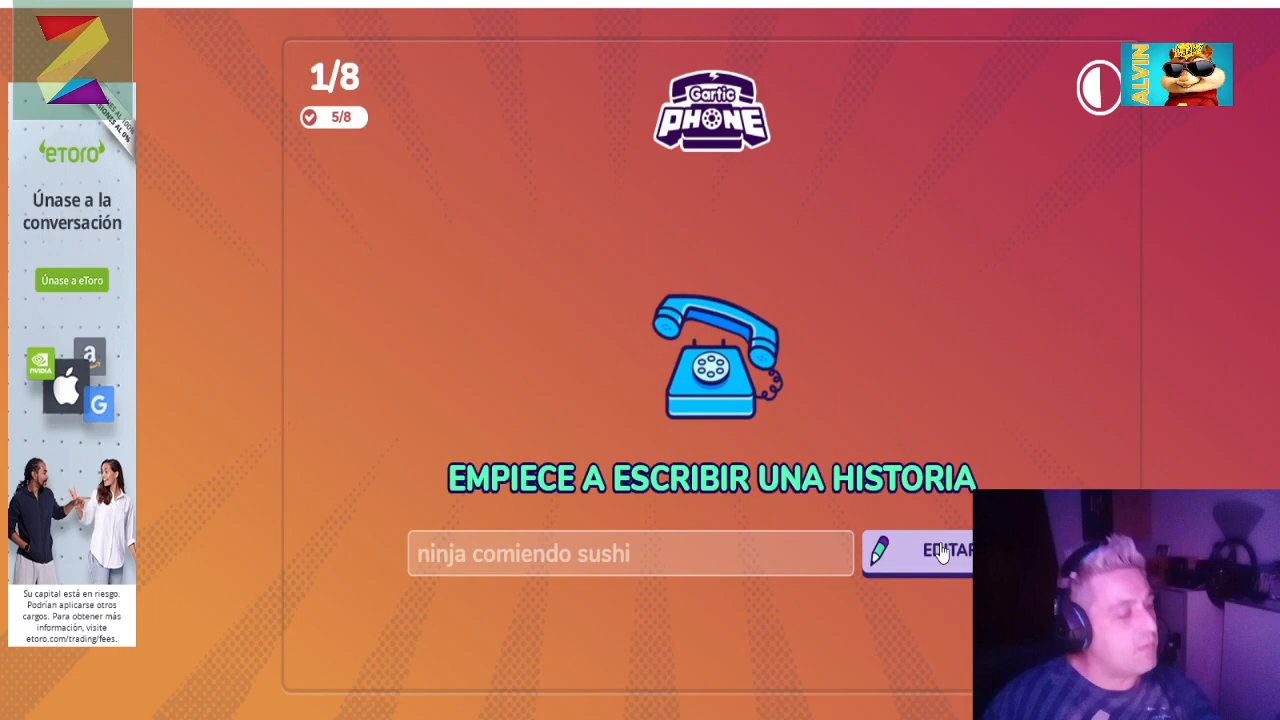 1/8
5/8
Gartic
PHONE
ALVIN
eToro
Únase a la
conversación
Únase a eToro
NVIDIA
a
G
EMPIECE A ESCRIBIR UNA HISTORIA
ninja comiendo sushi
EDITAR
Su capital está en riesgo.
Podrían aplicarse otros
cargos. Para obtener más
información, visite
etoro.com/trading/fees.